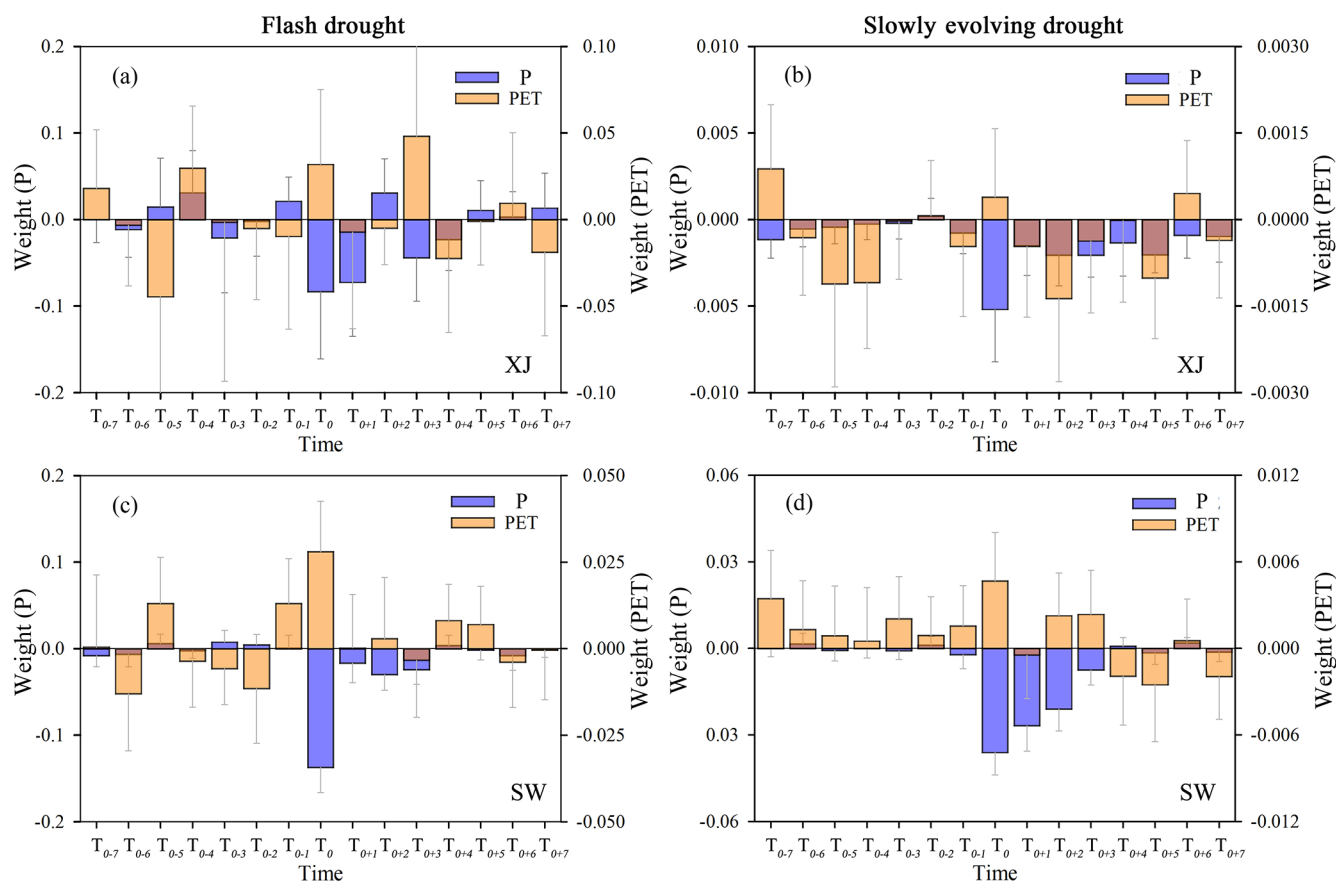 Flash drought
Slowly evolving drought
(a)
P
PET
XJ
Weight (P)
0.2
0.1
0.0
-0.1
-0.2
Weight (PET)
0.10
0.05
0.00
-0.05
-0.10
T0-7 T0-6 T0-5 T0-4 T0-3 T0-2 T0-1 T0 T0+1 T0+2 T0+3 T0+4 T0+5 T0+6 T0+7
Time
(b)
P
PET
XJ
Weight (P)
0.010
0.005
0.000
-0.005
-0.010
Weight (PET)
0.0030
0.0015
0.0000
-0.0015
-0.0030
T0-7 T0-6 T0-5 T0-4 T0-3 T0-2 T0-1 T0 T0+1 T0+2 T0+3 T0+4 T0+5 T0+6 T0+7
Time
(c)
P
PET
SW
Weight (P)
0.2
0.1
0.0
-0.1
-0.2
Weight (PET)
0.050
0.025
0.000
-0.025
-0.050
T0-7 T0-6 T0-5 T0-4 T0-3 T0-2 T0-1 T0 T0+1 T0+2 T0+3 T0+4 T0+5 T0+6 T0+7
Time
(d)
P
PET
SW
Weight (P)
0.06
0.03
0.00
0.03
-0.06
Weight (PET)
0.012
0.006
0.000
-0.006
-0.012
T0-7 T0-6 T0-5 T0-4 T0-3 T0-2 T0-1 T0 T0+1 T0+2 T0+3 T0+4 T0+5 T0+6 T0+7
Time